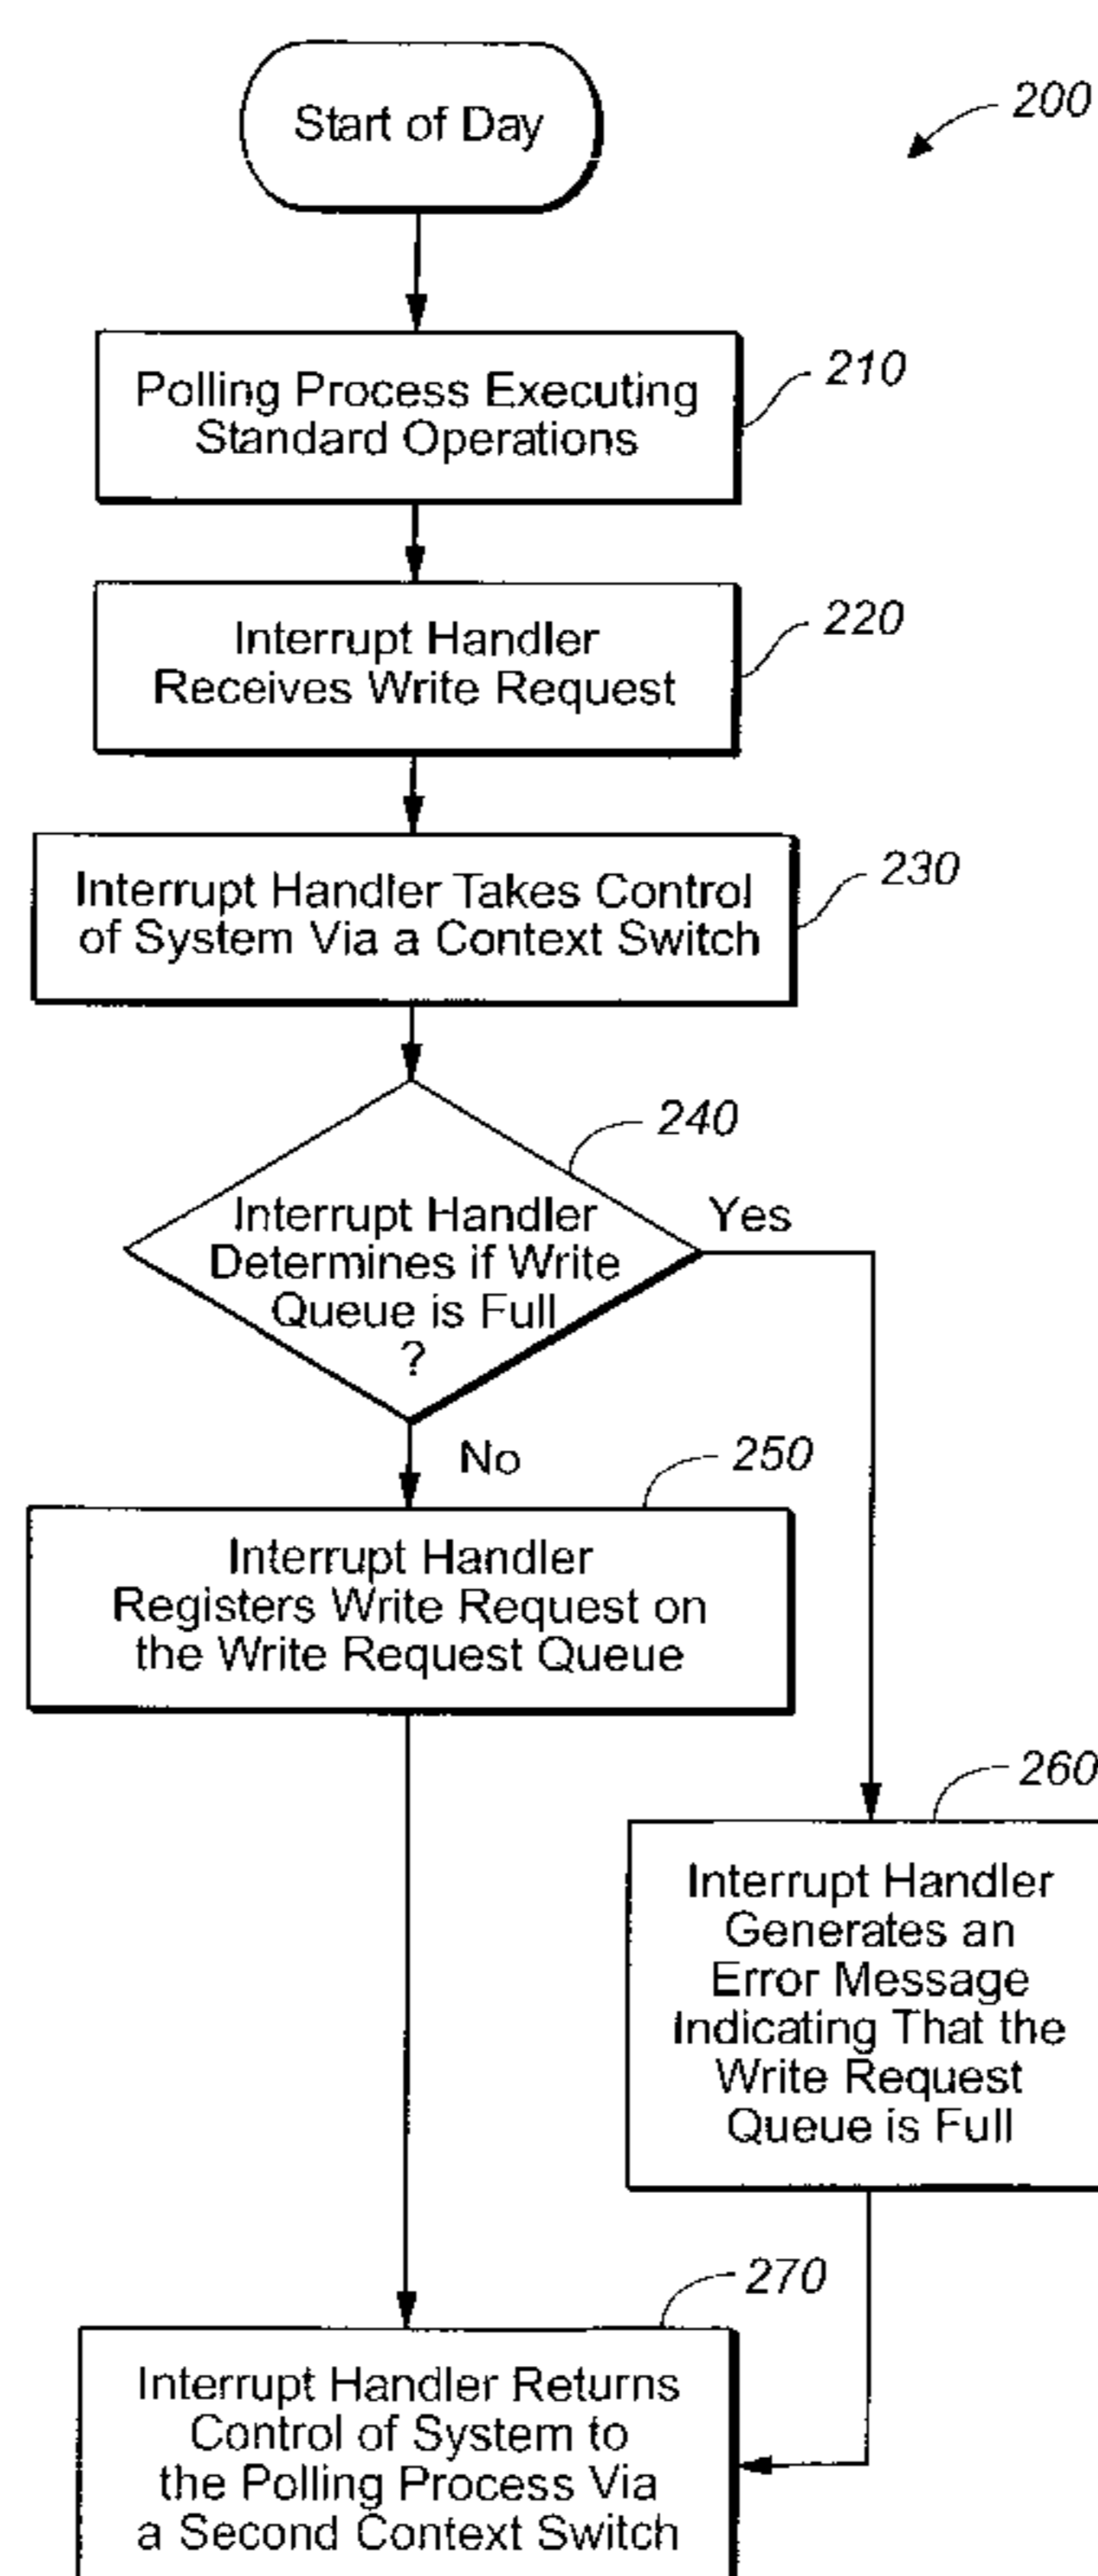 Start of Day
200
Polling Process Executing
Standard Operations
210
Interrupt Handler
Receives Write Request
220
Interrupt Handler Takes Control
of System Via a Context Switch
230
240
Interrupt Handler
Determines if Write
Queue is Full
?
Yes
No
250
Interrupt Handler
Registers Write Request on
the Write Request Queue
260
Interrupt Handler
Generates an
Error Message
Indicating That the
Write Request
Queue is Full
270
Interrupt Handler Returns
Control of System to
the Polling Process Via
a Second Context Switch